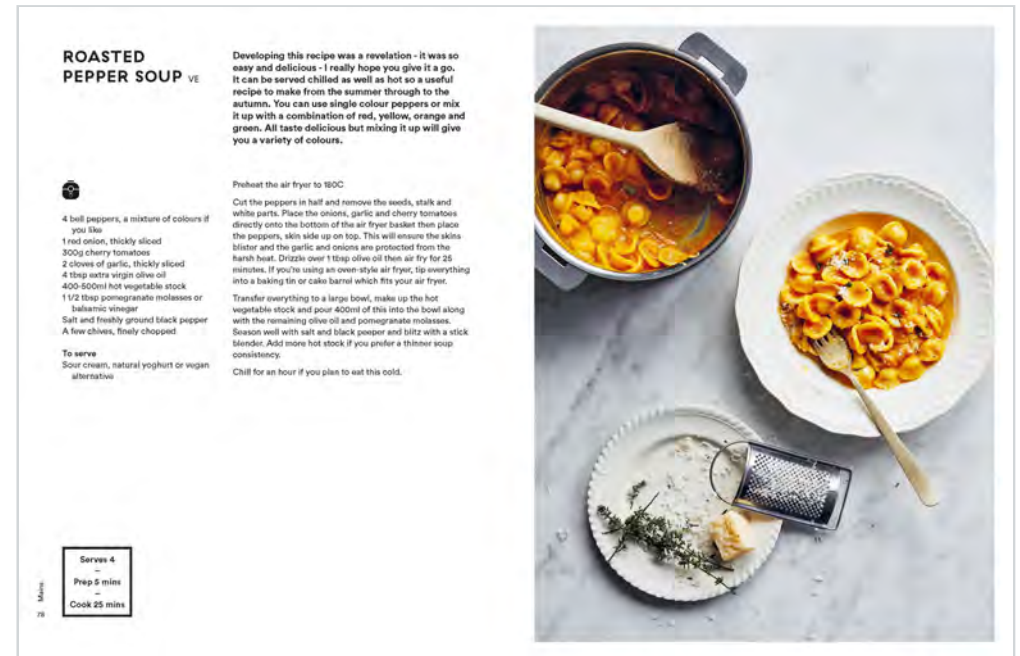 ROASTED
PEPPER SOUP VE
Developing this recipe was a revelation - it was so
easy and delicious - I really hope you give it a go.
It can be served chilled as well as hot so a useful
recipe to make from the summer through to the
autumn. You can use single colour peppers or mix
it up with a combination of red, yellow, orange and
green. All taste delicious but mixing it up will give
you a variety of colours.
4 bell peppers, a mixture of colours if
you like
1 red onion, thickly sliced
300g cherry tomatoes
2 cloves of garlic, thickly sliced
4 tbsp extra virgin olive oil
400-500ml hot vegetable stock
1 1/2 tbsp pomegranate molasses or
balsamic vinegar
Salt and freshly ground black pepper
A few chives, finely chopped
To serve
Sour cream, natural yoghurt or vegan
alternative
Preheat the air fryer to 180C
Cut the peppers in half and remove the seeds, stalk and
white parts. Place the onions, garlic and cherry tomatoes
directly onto the bottom of the air fryer basket then place
the peppers, skin side up on top. This will ensure the skins
blister and the garlic and onions are protected from the
harsh heat. Drizzle over 1 tbsp olive oil then air fry for 25
minutes. If you're using an oven-style air fryer, tip everything
into a baking tin or cake barrel which fits your air fryer.
Transfer everything to a large bowl, make up the hot
vegetable stock and pour 400ml of this into the bowl along
with the remaining olive oil and pomegranate molasses.
Season well with salt and black peeper and blitz with a stick
blender. Add more hot stock if you prefer a thinner soup
consistency.
Chill for an hour if you plan to eat this cold.
Serves 4
–
Prep 5 mins
–
Cook 25 mins
Mains.
78